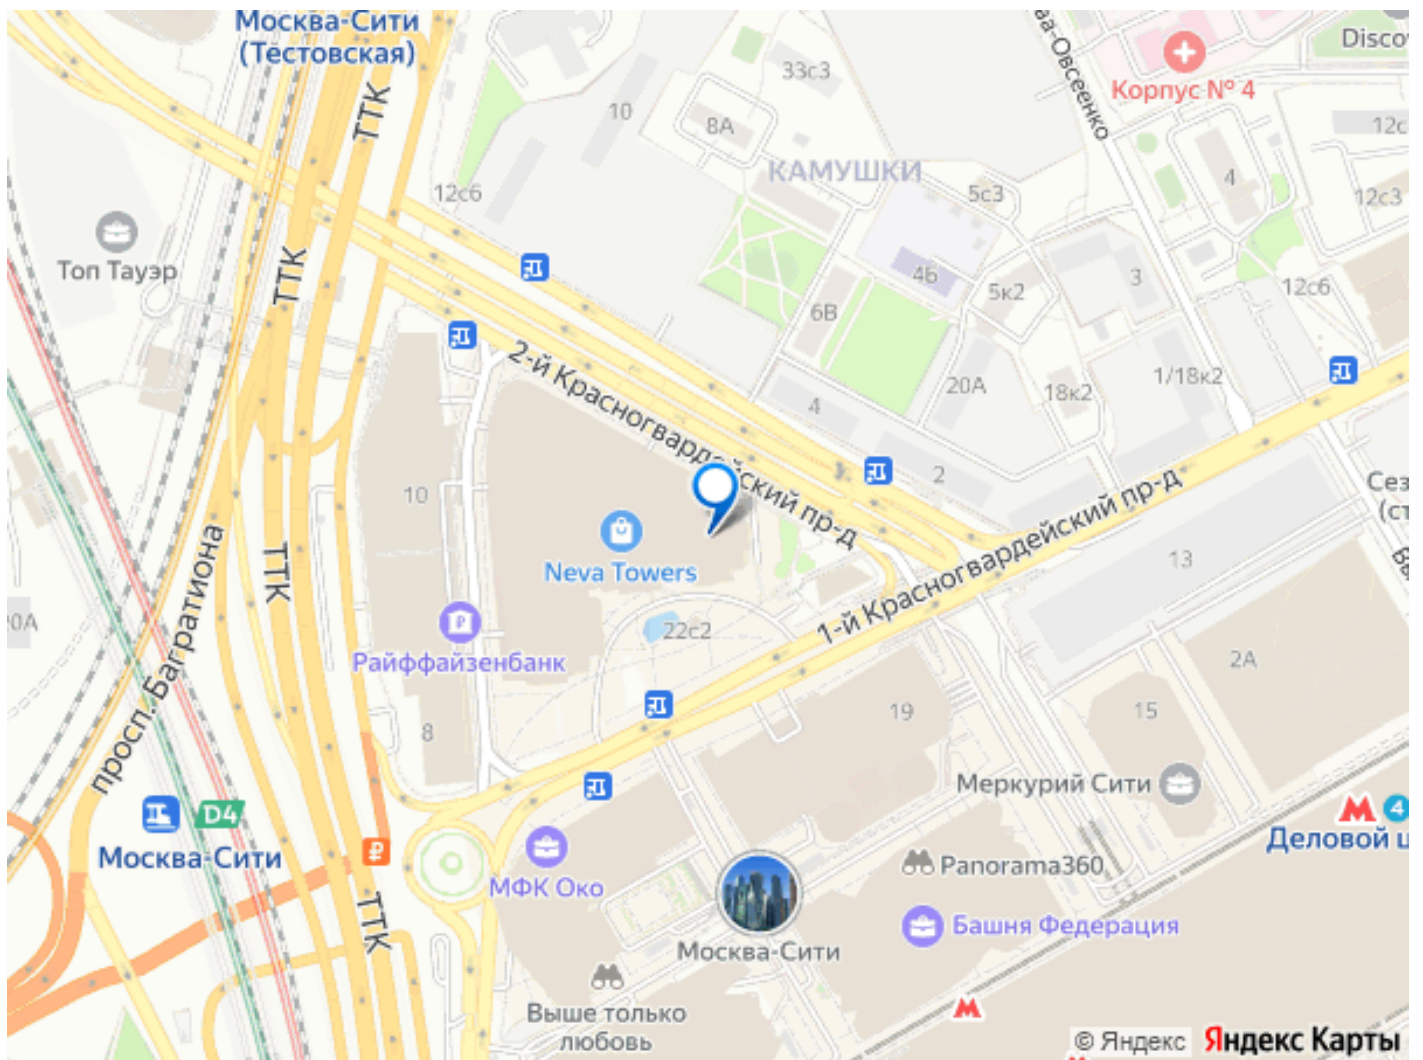 Москва-Сити
(Тестовская)
ТТК
33с3
Disco
Корпус № 4
10
8А
12с
КАМУШКИ
4
12с6
5с3
12с3
Топ Тауэр
ТТК
ТТК
4Б
3
5к2
12с6
6В
2-й Красногвардейский пр-д
20А
1/18к2
18к2
4
2
10
1-й Красногвардейский пр-д
Neva Towers
ТТК
13
22с2
Райффайзенбанк
просп. Багратиона
2А
8
19
15
Меркурий Сити
D4
4
Москва-Сити
МФК Око
Panorama360
Башня Федерация
ТТК
Москва-Сити
Выше только
любовь
© Яндекс Яндекс Карты